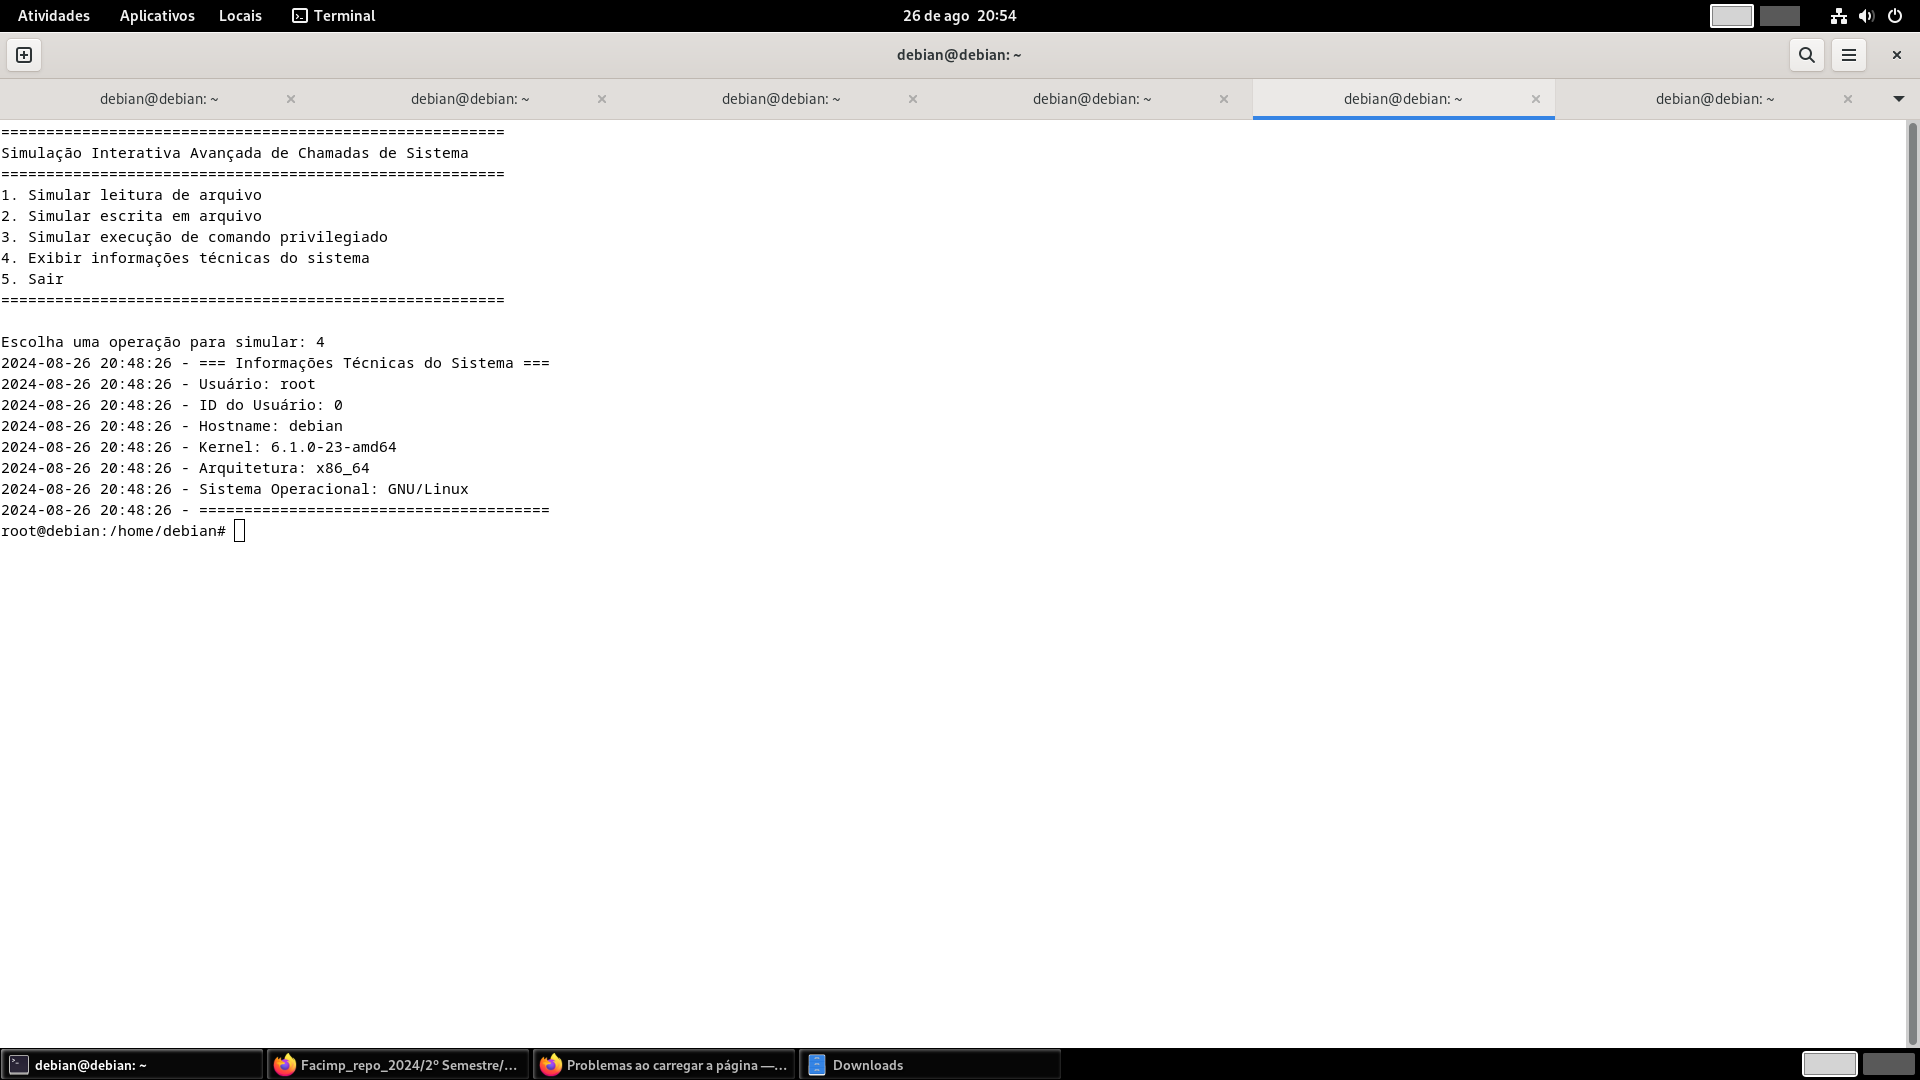 Atividades Aplicativos Locais Terminal 26 de ago 20:54
debian@debian: ~
debian@debian: ~ debian@debian: ~ debian@debian: ~ debian@debian: ~ debian@debian: ~ debian@debian: ~
========================================================
Simulação Interativa Avançada de Chamadas de Sistema
========================================================
1. Simular leitura de arquivo
2. Simular escrita em arquivo
3. Simular execução de comando privilegiado
4. Exibir informações técnicas do sistema
5. Sair
========================================================
Escolha uma operação para simular: 4
2024-08-26 20:48:26 - === Informações Técnicas do Sistema ===
2024-08-26 20:48:26 - Usuário: root
2024-08-26 20:48:26 - ID do Usuário: 0
2024-08-26 20:48:26 - Hostname: debian
2024-08-26 20:48:26 - Kernel: 6.1.0-23-amd64
2024-08-26 20:48:26 - Arquitetura: x86_64
2024-08-26 20:48:26 - Sistema Operacional: GNU/Linux
2024-08-26 20:48:26 - =======================================
root@debian:/home/debian#
debian@debian: ~ Facimp_repo_2024/2º Semestre/... Problemas ao carregar a página —... Downloads